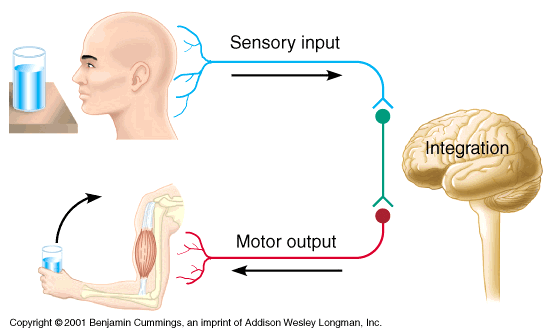 Sensory input
Integration
Motor output
Copyright © 2001 Benjamin Cummings, an imprint of Addison Wesley Longman, Inc.